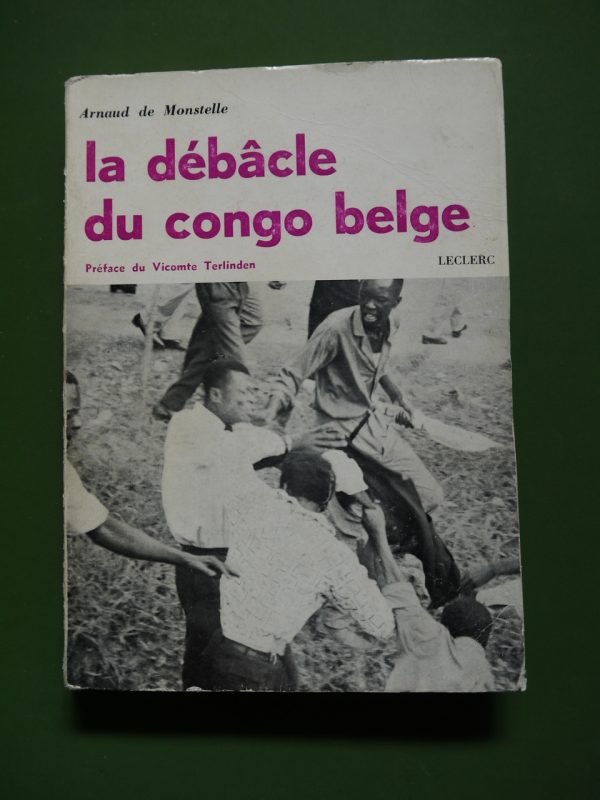 Arnaud de Monstelle
la débâcle
du congo belge
Préface du Vicomte Terlinden
LECLERC